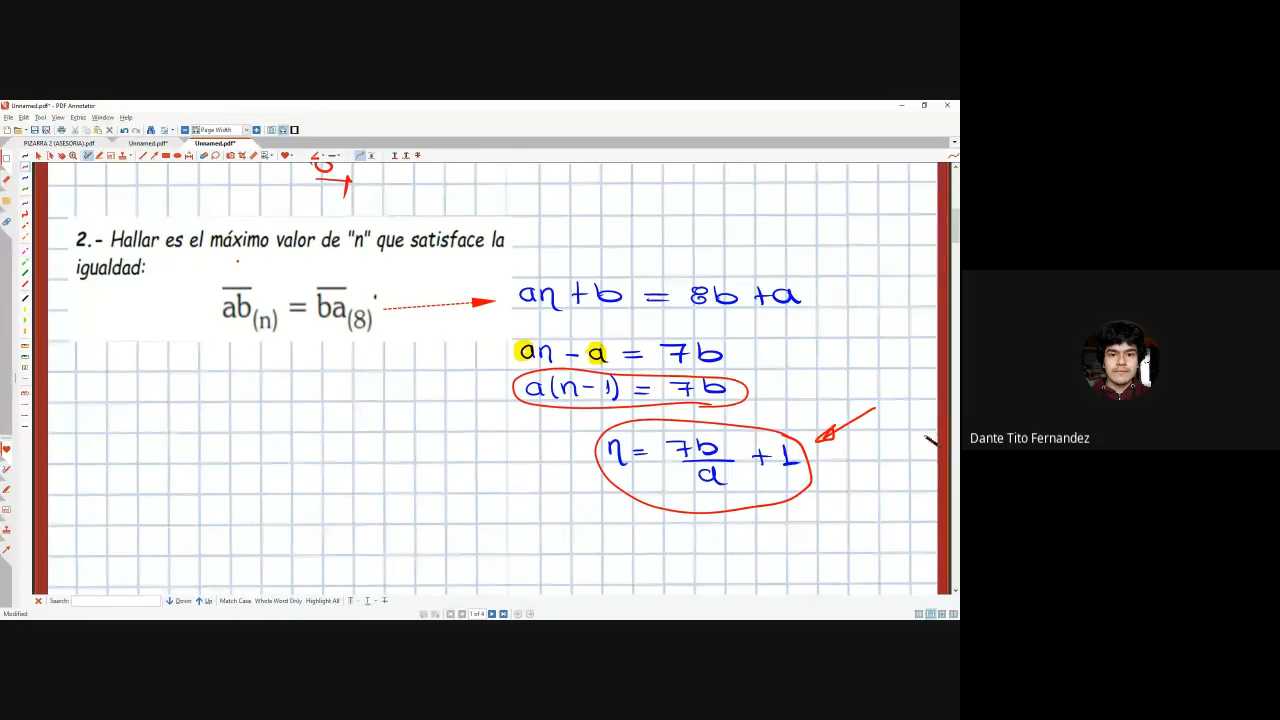 Unnamed.pdf* - PDF Annotator
File Edit Tool View Extras Window Help
Page Width
PIZARRA 2 (ASESORIA).pdf Unnamed.pdf* Unnamed.pdf*
2.- Hallar es el máximo valor de "n" que satisface la
igualdad:
ab(n) = ba(8)
an + b = 8b + a
an - a = 7b
a(n-1) = 7b
n = 7b/a + 1
Dante Tito Fernandez
Search: Down Up Match Case Whole Word Only Highlight All
Modified 1 of 4